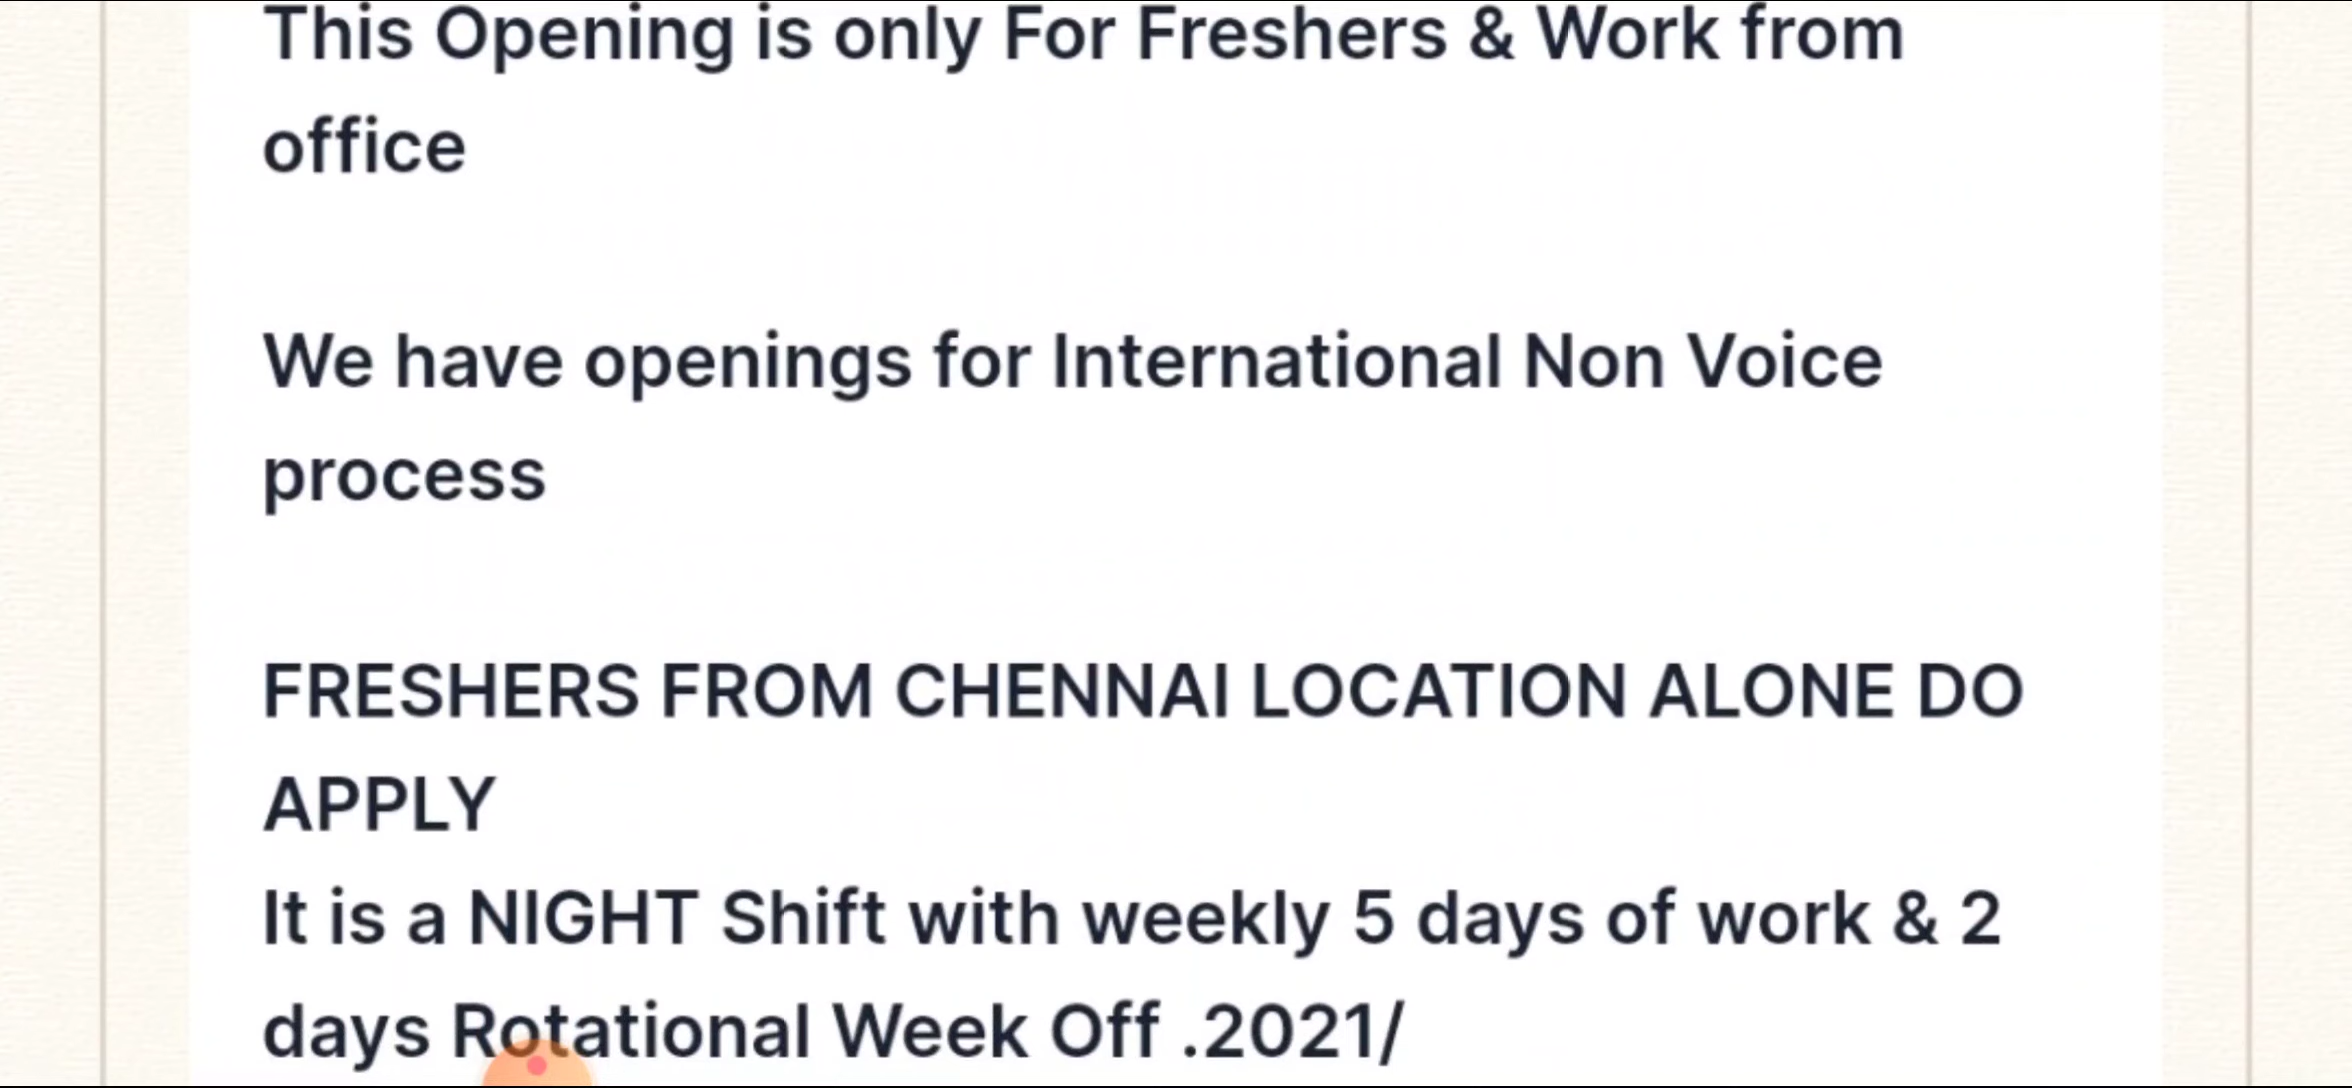 This Opening is only For Freshers & Work from
office
We have openings for International Non Voice
process
FRESHERS FROM CHENNAI LOCATION ALONE DO
APPLY
It is a NIGHT Shift with weekly 5 days of work & 2
days Rotational Week Off .2021/